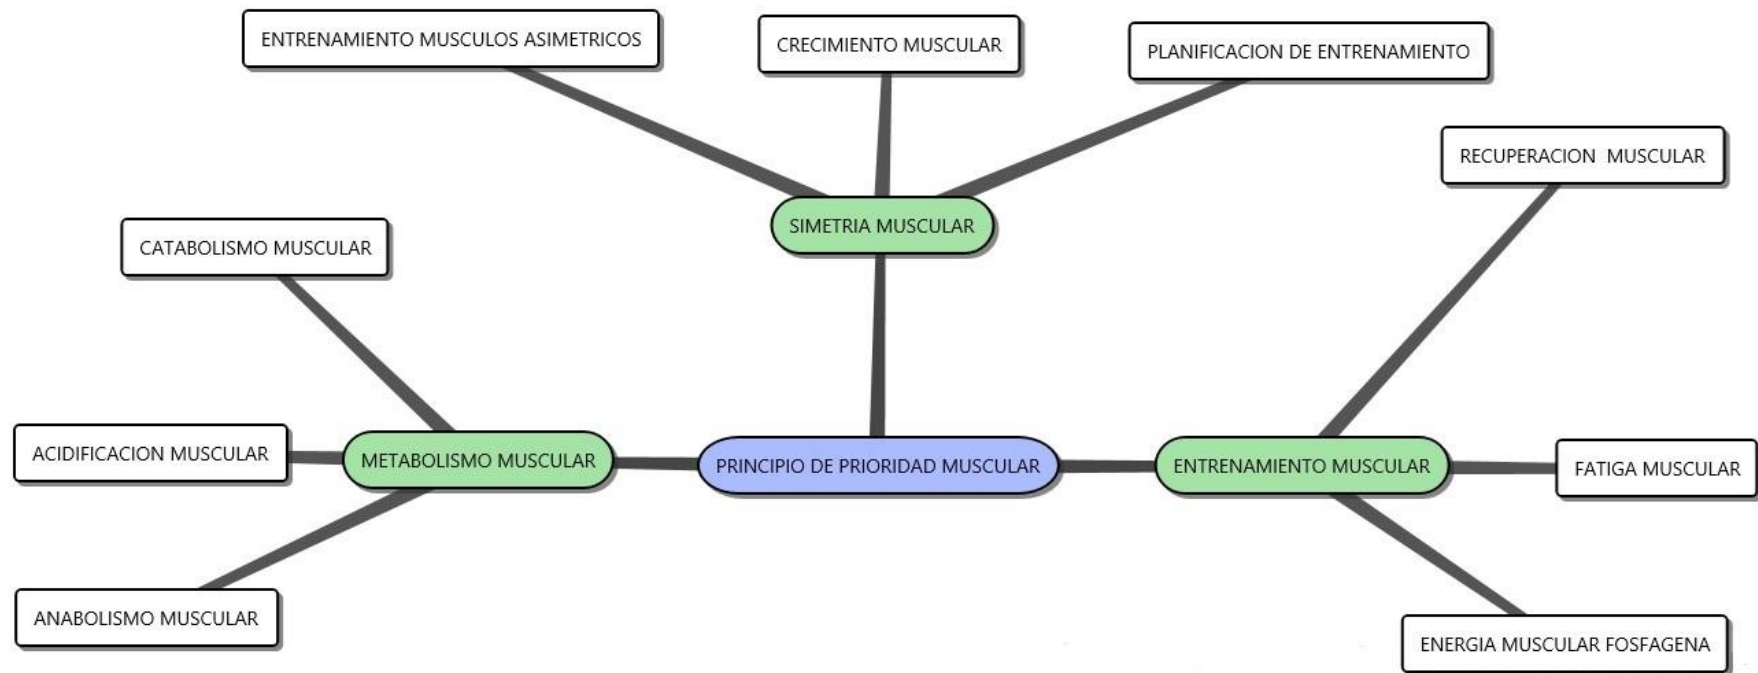 ENTRENAMIENTO MUSCULOS ASIMETRICOS
CRECIMIENTO MUSCULAR
PLANIFICACION DE ENTRENAMIENTO
RECUPERACION MUSCULAR
SIMETRIA MUSCULAR
CATABOLISMO MUSCULAR
ACIDIFICACION MUSCULAR
METABOLISMO MUSCULAR
PRINCIPIO DE PRIORIDAD MUSCULAR
ENTRENAMIENTO MUSCULAR
FATIGA MUSCULAR
ANABOLISMO MUSCULAR
ENERGIA MUSCULAR FOSFAGENA